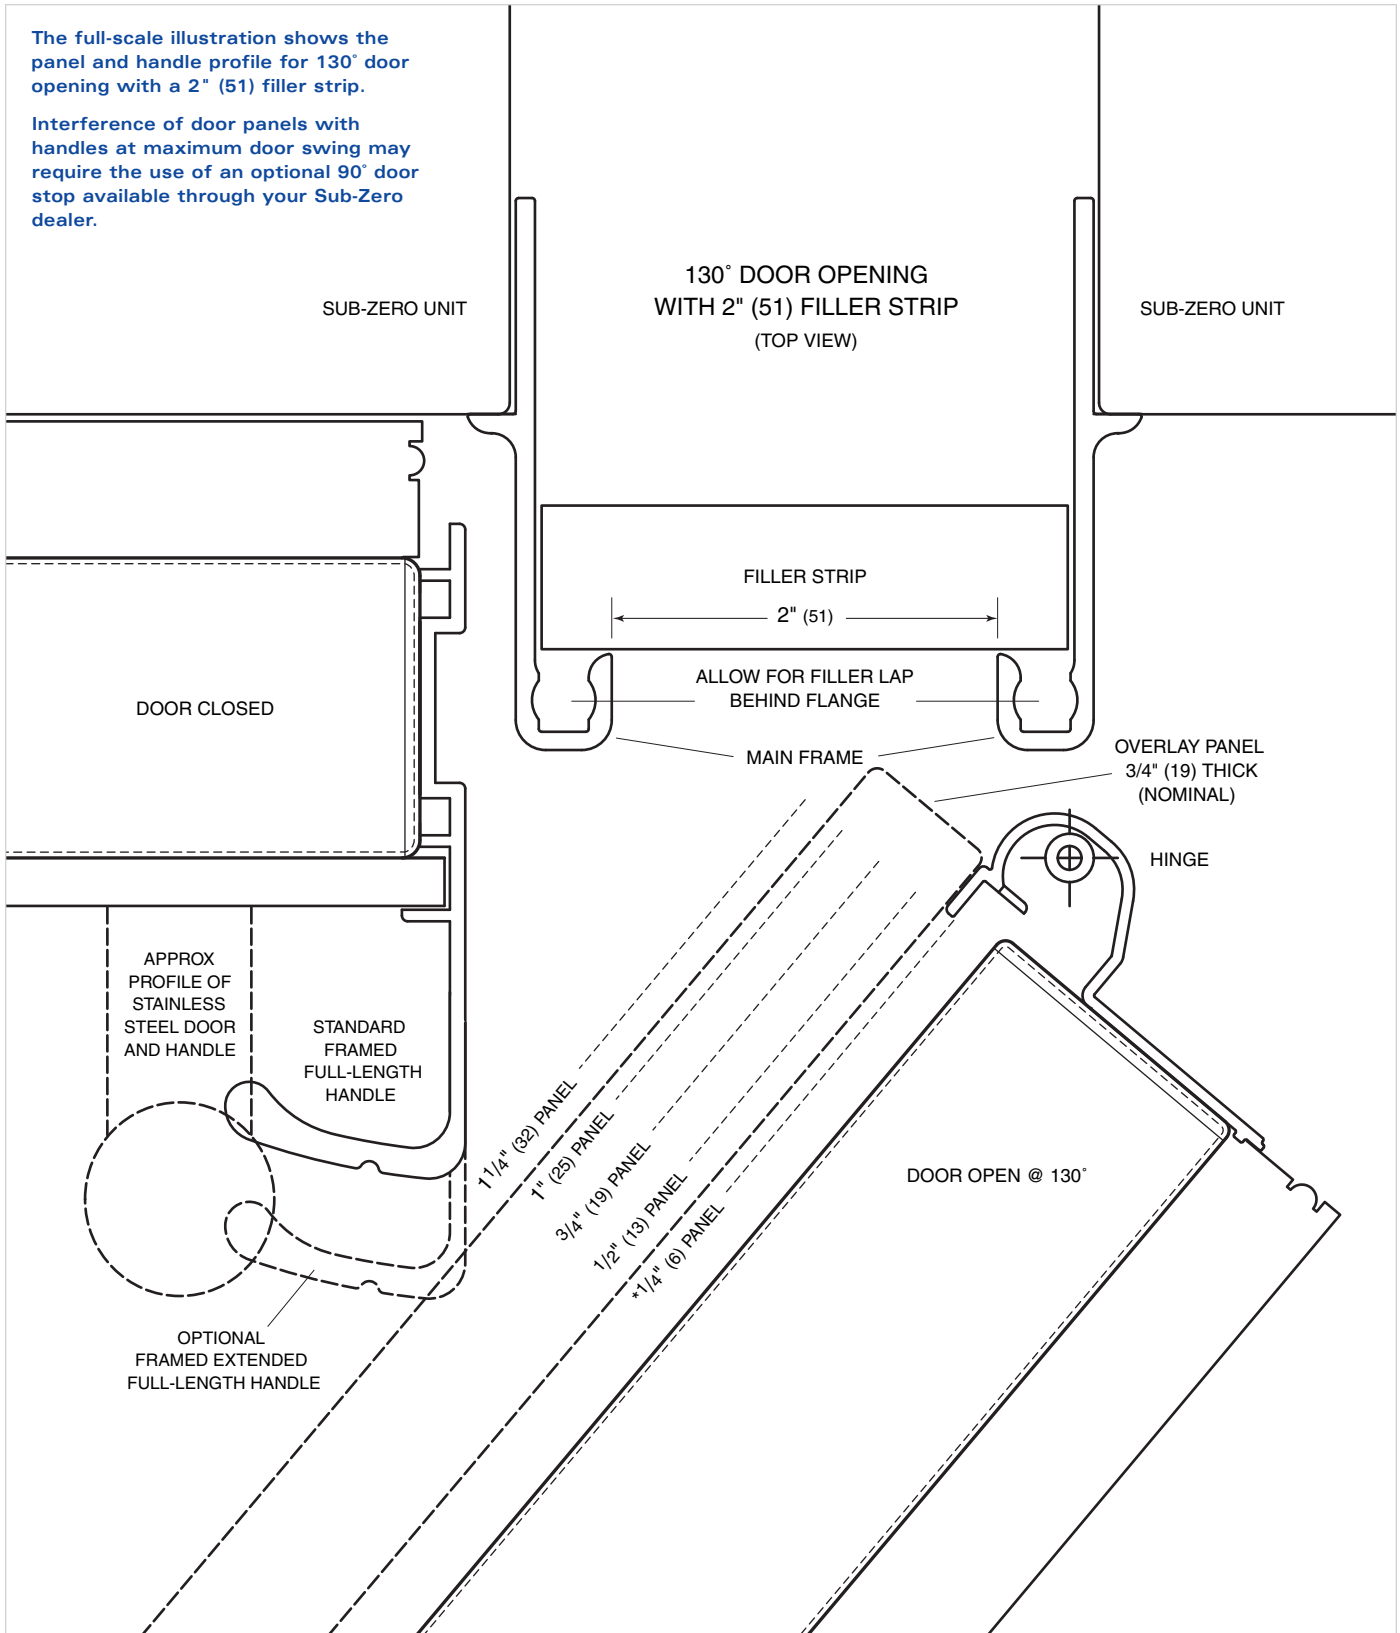 The full-scale illustration shows the
panel and handle profile for 130˚ door
opening with a 2" (51) filler strip.
Interference of door panels with
handles at maximum door swing may
require the use of an optional 90˚ door
stop available through your Sub-Zero
dealer.
130˚ DOOR OPENING
WITH 2" (51) FILLER STRIP
(TOP VIEW)
SUB-ZERO UNIT
SUB-ZERO UNIT
FILLER STRIP
2" (51)
ALLOW FOR FILLER LAP
BEHIND FLANGE
MAIN FRAME
DOOR CLOSED
OVERLAY PANEL
3/4" (19) THICK
(NOMINAL)
HINGE
APPROX
PROFILE OF
STAINLESS
STEEL DOOR
AND HANDLE
STANDARD
FRAMED
FULL-LENGTH
HANDLE
1 1/4" (32) PANEL
1" (25) PANEL
3/4" (19) PANEL
1/2" (13) PANEL
*1/4" (6) PANEL
DOOR OPEN @ 130˚
OPTIONAL
FRAMED EXTENDED
FULL-LENGTH HANDLE